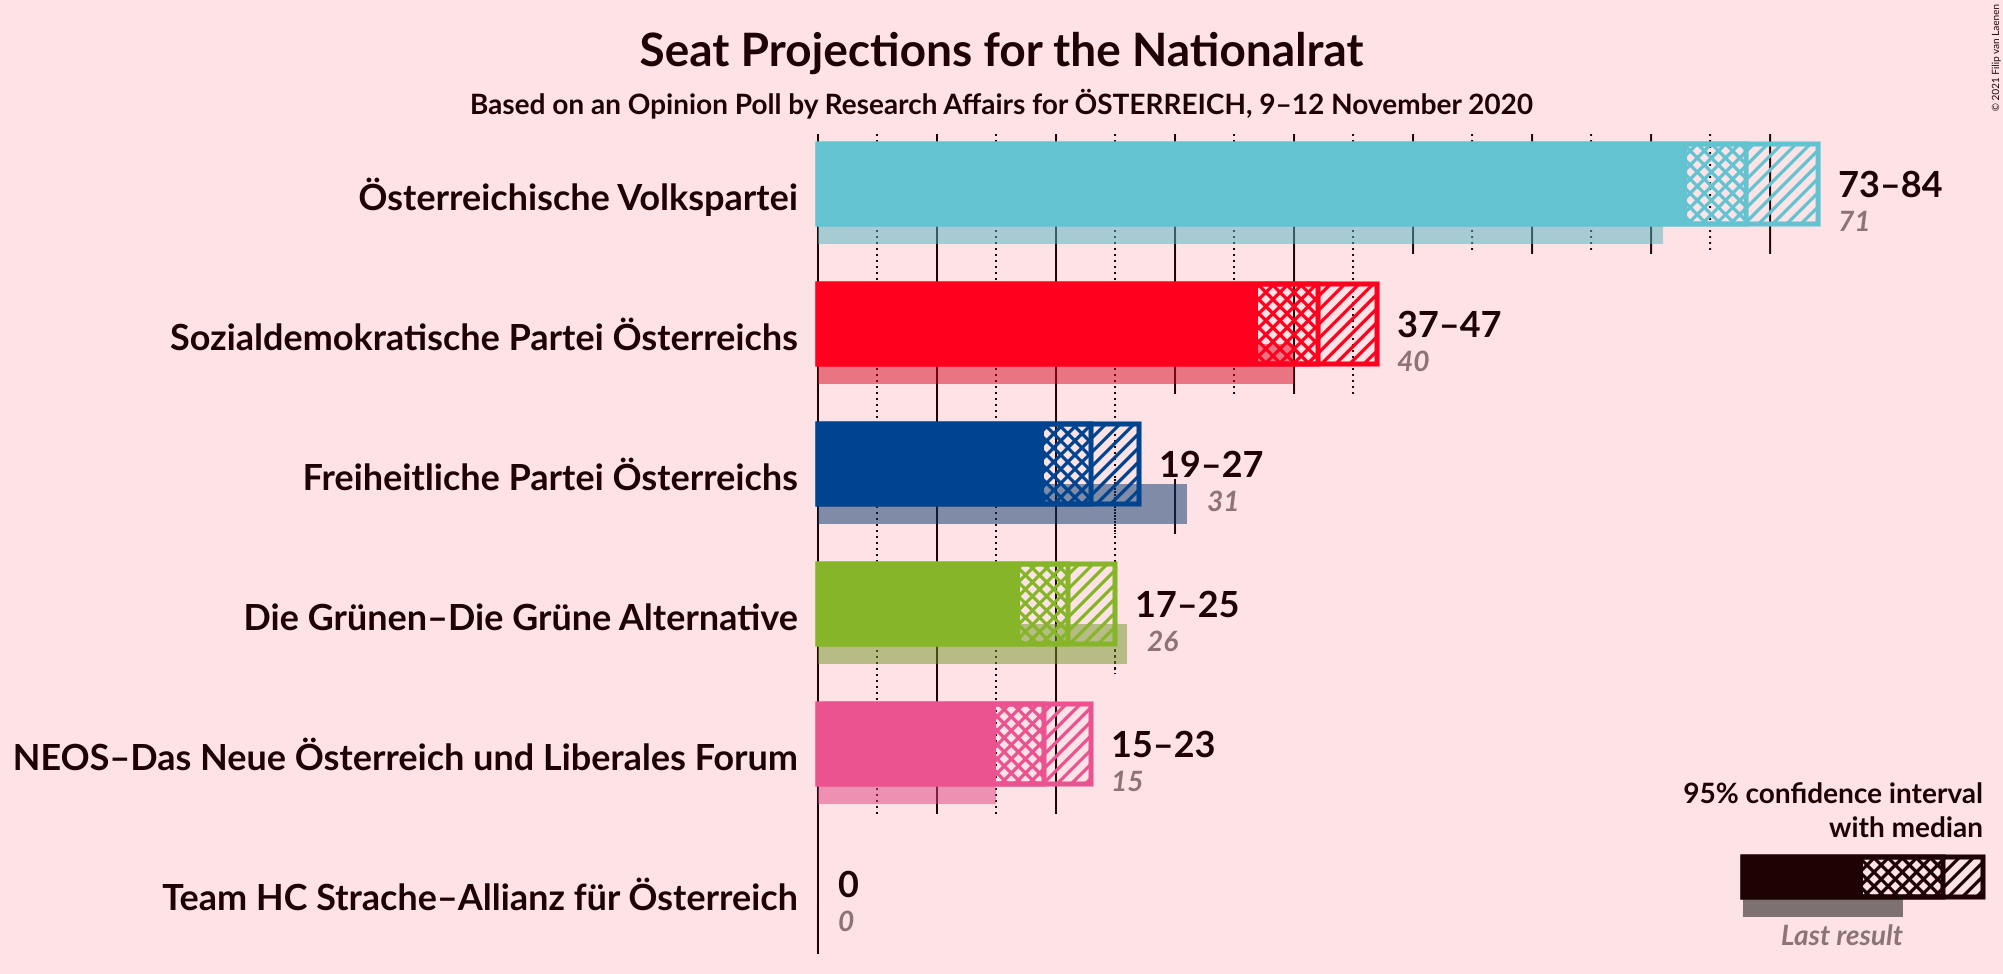 Seat Projections for the Nationalrat
Based on an Opinion Poll by Research Affairs for ÖSTERREICH, 9–12 November 2020
© 2021 Filip van Laenen
Österreichische Volkspartei
73–84
71
Sozialdemokratische Partei Österreichs
37–47
40
Freiheitliche Partei Österreichs
19–27
31
Die Grünen–Die Grüne Alternative
17–25
26
NEOS–Das Neue Österreich und Liberales Forum
15–23
15
Team HC Strache–Allianz für Österreich
0
0
95% confidence interval
with median
Last result